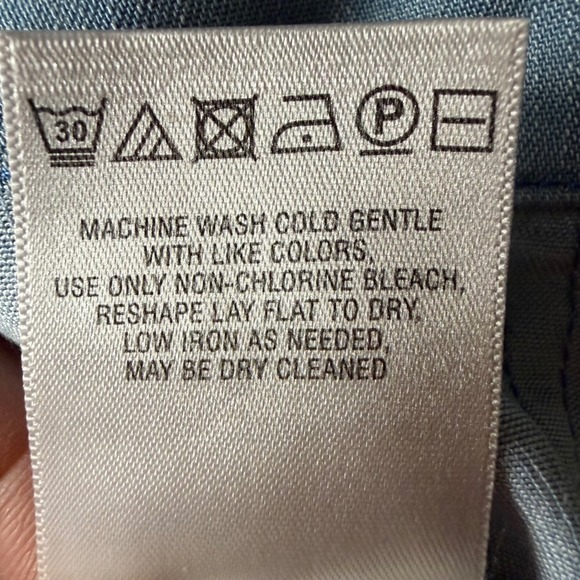 30 P
MACHINE WASH COLD GENTLE
WITH LIKE COLORS,
USE ONLY NON-CHLORINE BLEACH,
RESHAPE LAY FLAT TO DRY,
LOW IRON AS NEEDED,
MAY BE DRY CLEANED